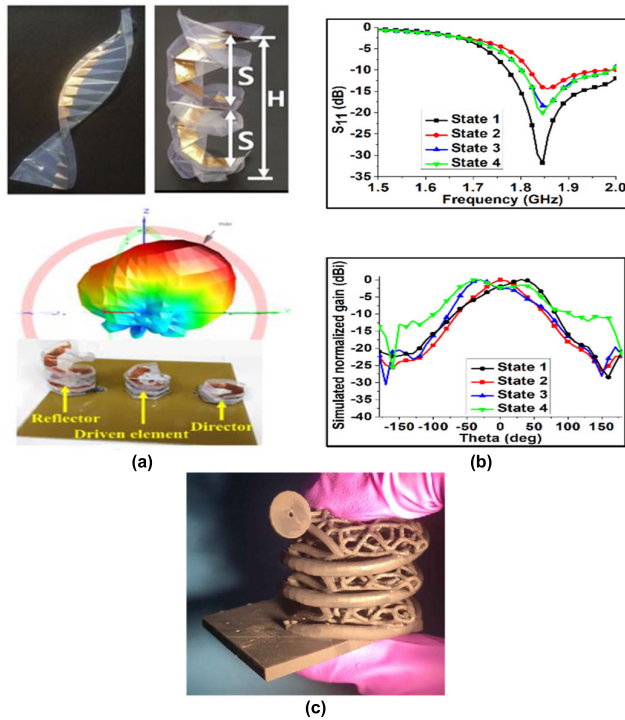 S
H
S
Z
max
Y
Reflector
Driven element
Director
(a)
0
-5
-10
-15
-20
-25
-30
-35
S11 (dB)
State 1
State 2
State 3
State 4
1.5 1.6 1.7 1.8 1.9 2.0
Frequency (GHz)
10
5
0
-5
-10
-15
-20
-25
-30
-35
-40
Simulated normalized gain (dBi)
State 1
State 2
State 3
State 4
-150 -100 -50 0 50 100 150
Theta (deg)
(b)
(c)